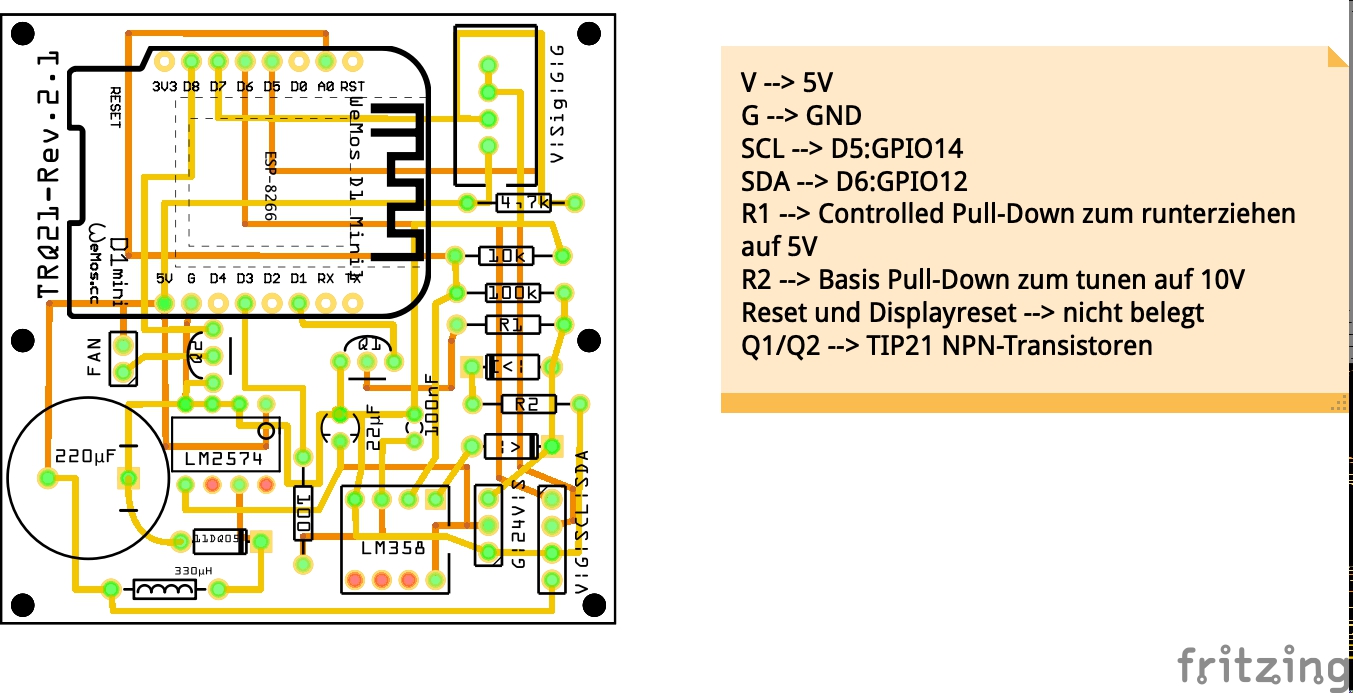 TRQ21-Rev.2.1
RESET
3V3 D8 D7 D6 D5 D0 A0 RST
WeMos D1 Mini
ESP-8266
D1mini
WeMos.cc
5V G D4 D3 D2 D1 RX TX
V|Sig|G|G
4,7k
10k
100k
R1
R2
FAN
Q2
Q1
100nF
22µF
220µF
LM2574
100
11DQ05
330µH
LM358
G|24V|S
V|G|SCL|SDA
V --> 5V
G --> GND
SCL --> D5:GPIO14
SDA --> D6:GPIO12
R1 --> Controlled Pull-Down zum runterziehen
auf 5V
R2 --> Basis Pull-Down zum tunen auf 10V
Reset und Displayreset --> nicht belegt
Q1/Q2 --> TIP21 NPN-Transistoren
fritzing